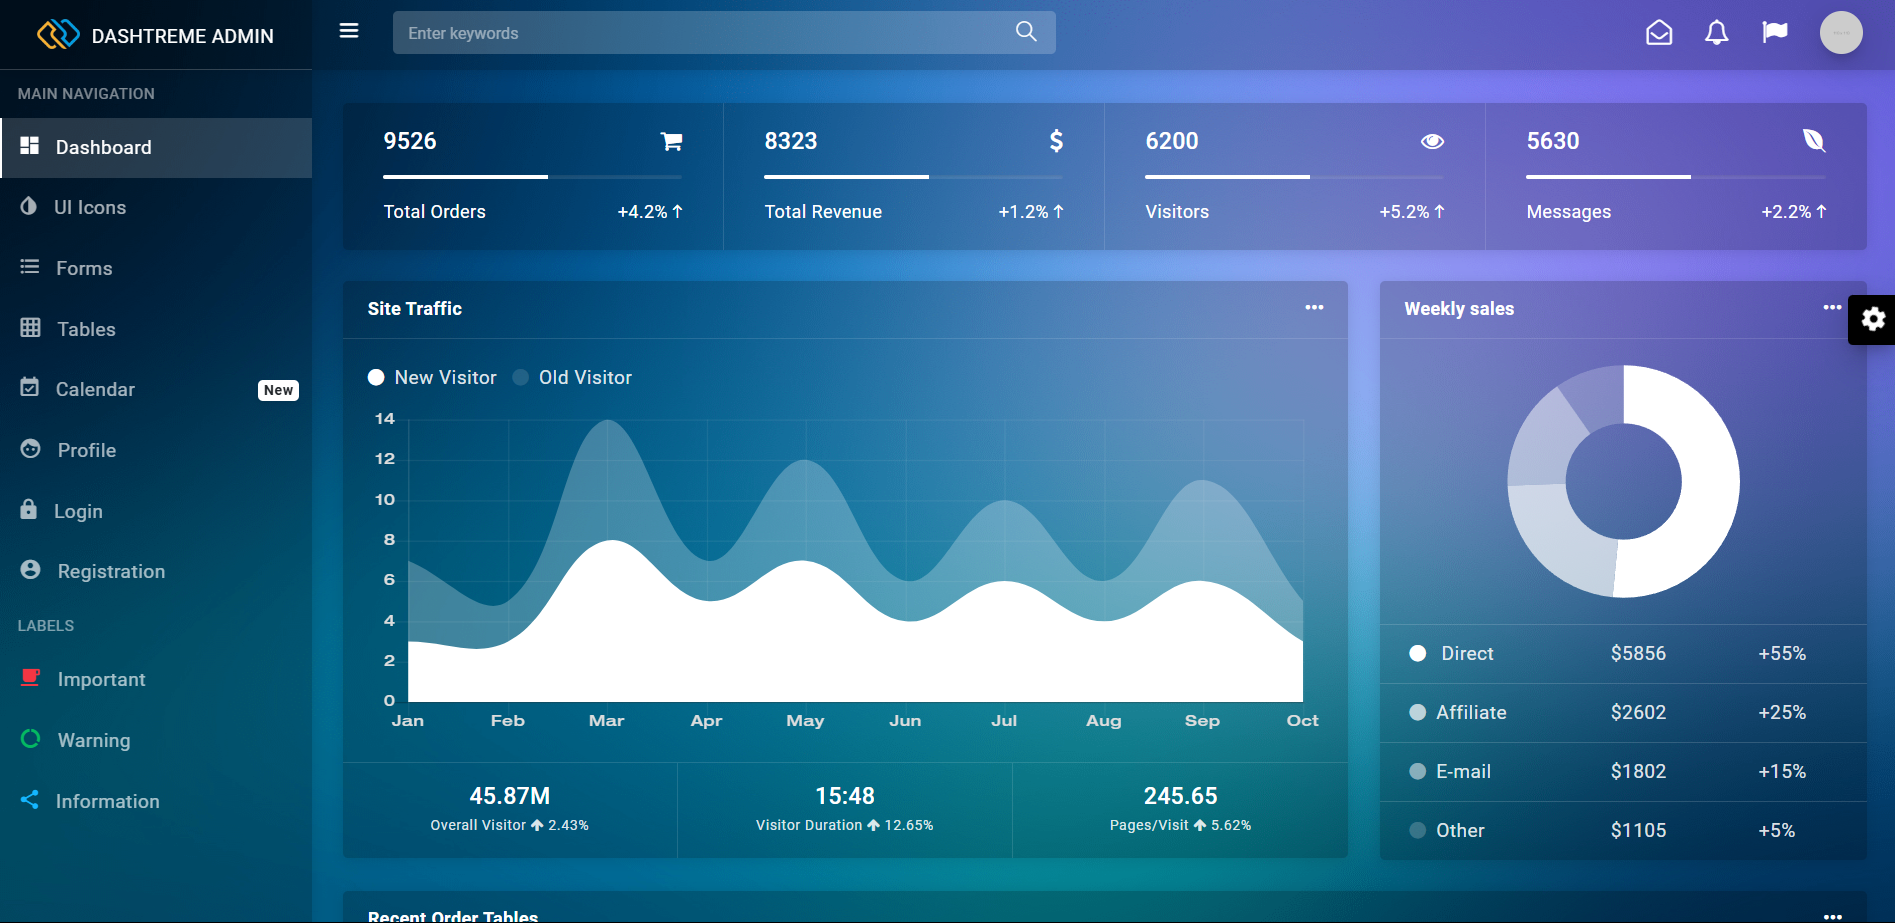 DASHTREME ADMIN
Enter keywords
MAIN NAVIGATION
Dashboard
UI Icons
Forms
Tables
Calendar New
Profile
Login
Registration
LABELS
Important
Warning
Information
9526
Total Orders +4.2%
8323
Total Revenue +1.2%
6200
Visitors +5.2%
5630
Messages +2.2%
Site Traffic
New Visitor Old Visitor
14
12
10
8
6
4
2
0
Jan Feb Mar Apr May Jun Jul Aug Sep Oct
45.87M
Overall Visitor 2.43%
15:48
Visitor Duration 12.65%
245.65
Pages/Visit 5.62%
Weekly sales
Direct $5856 +55%
Affiliate $2602 +25%
E-mail $1802 +15%
Other $1105 +5%
Recent Order Tables